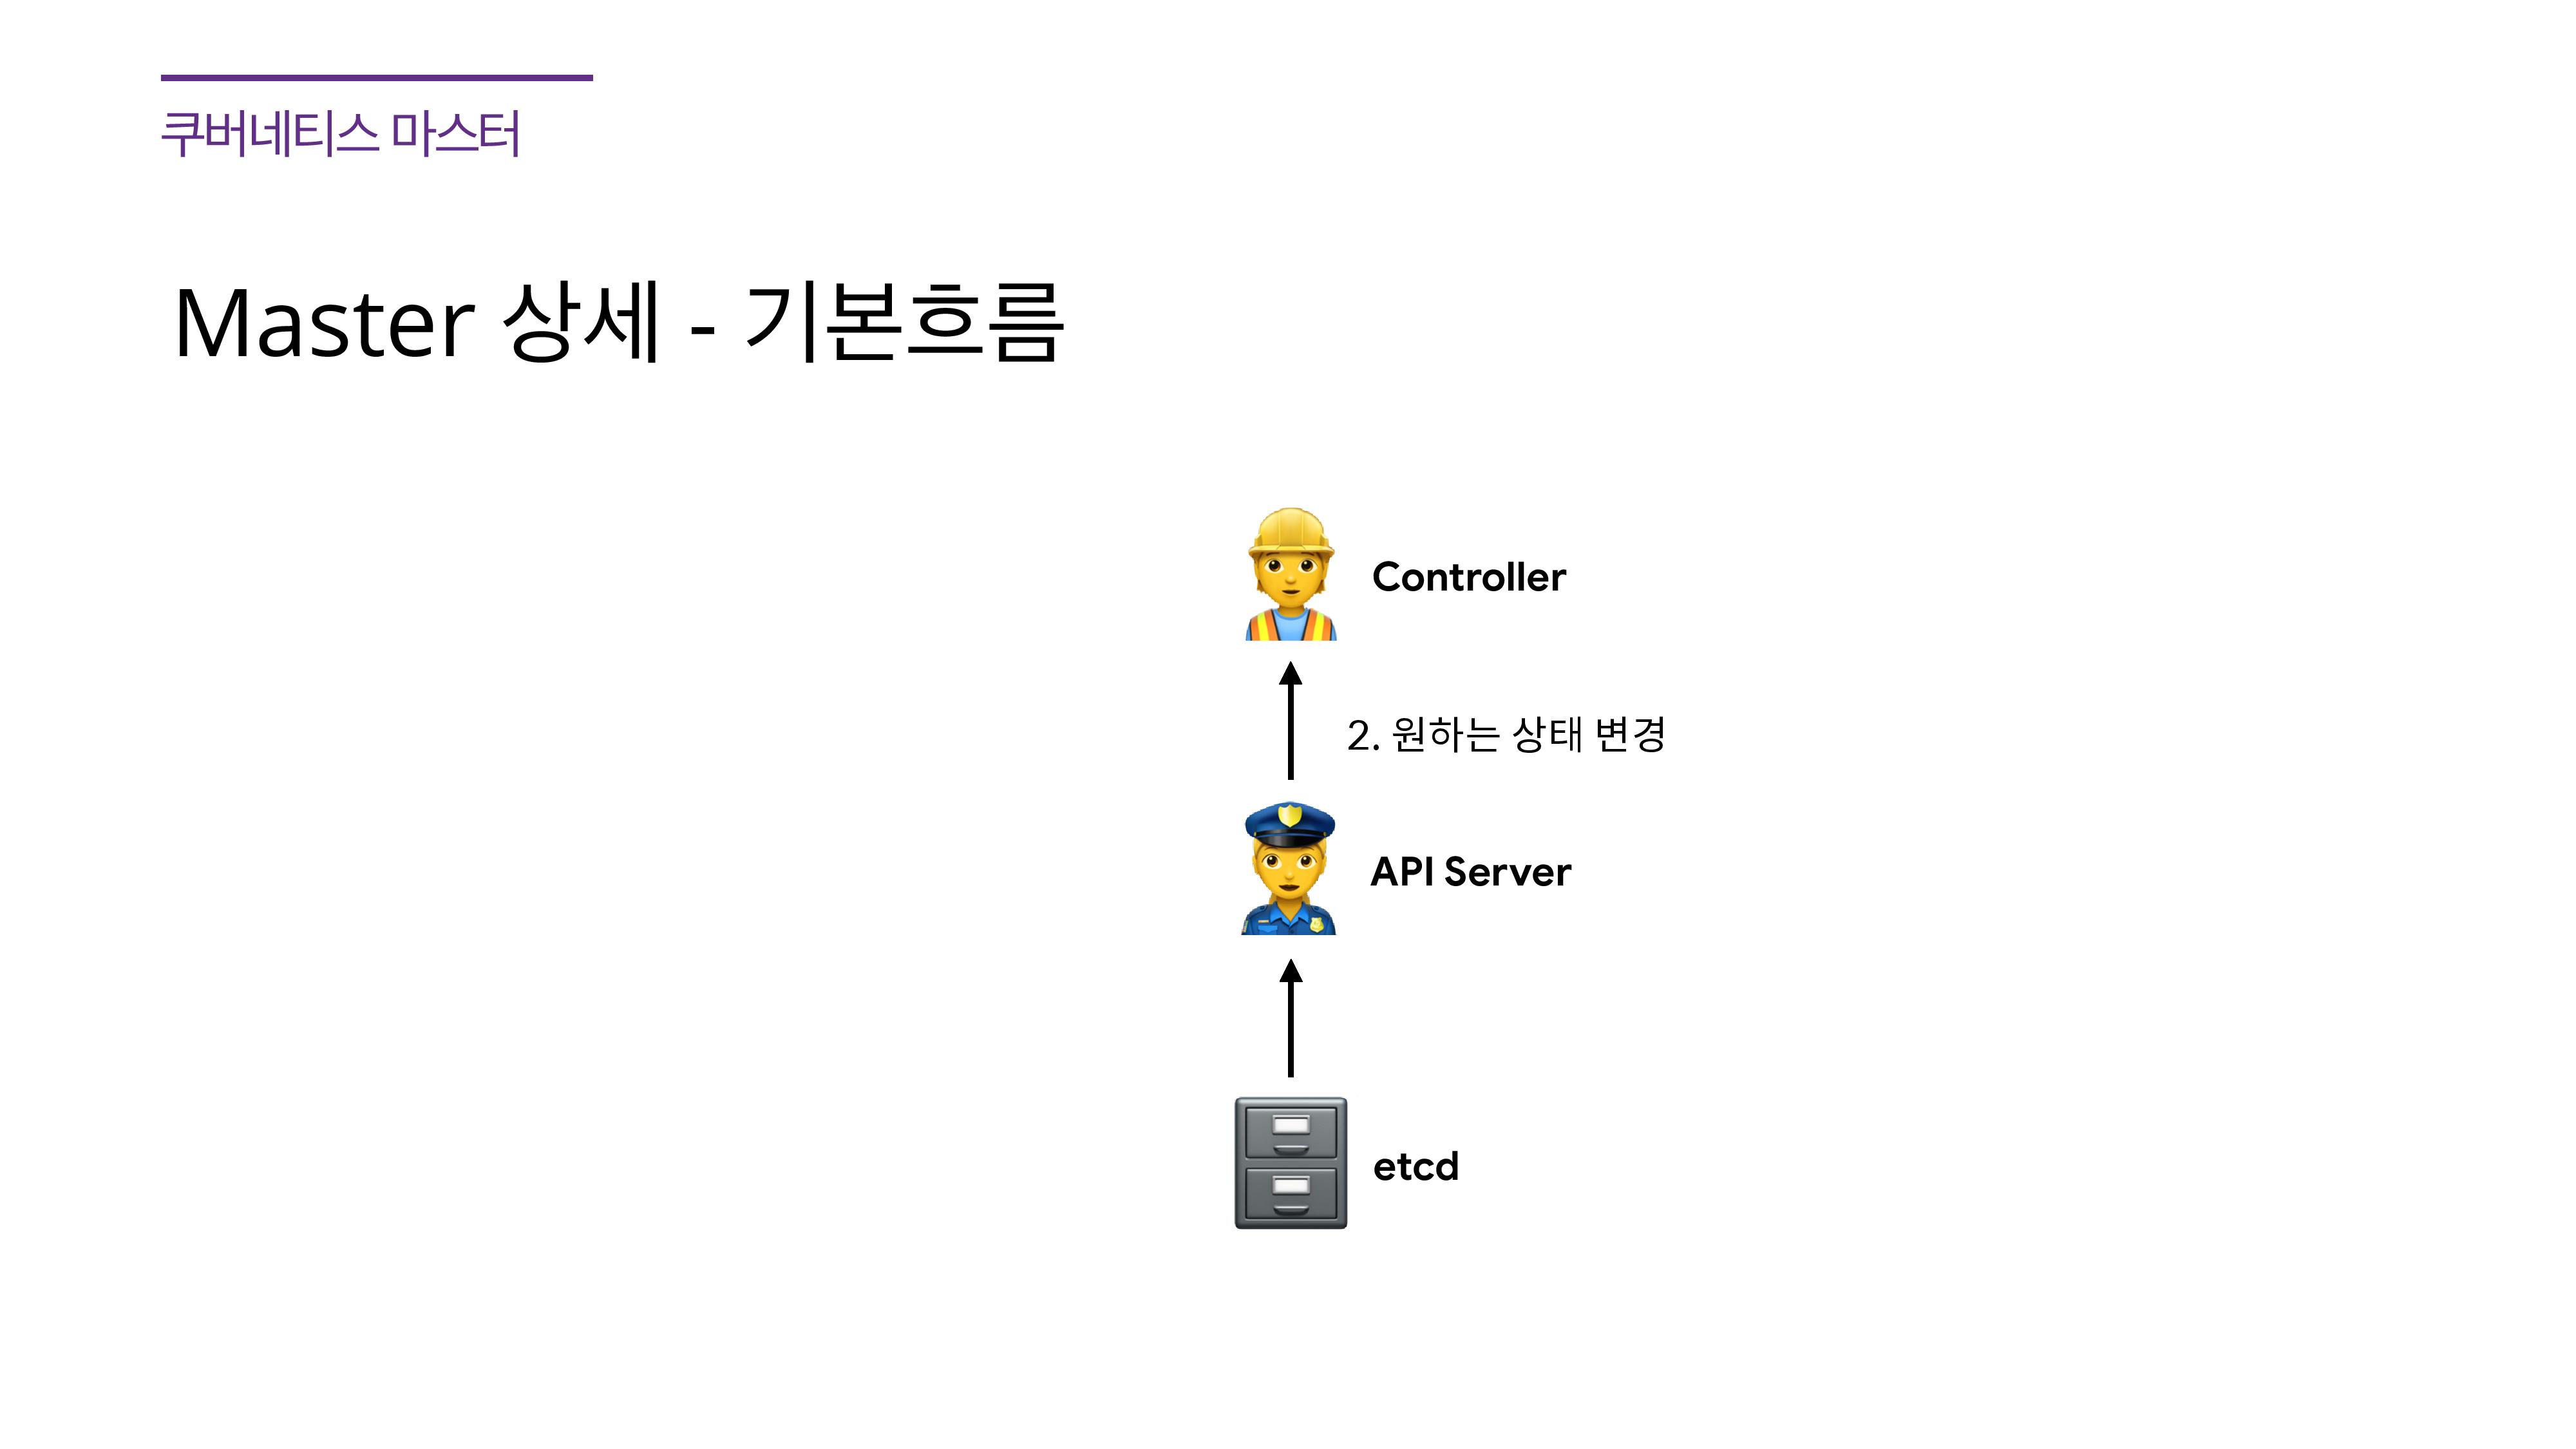 쿠버네티스 마스터
Master 상세 - 기본흐름
Controller
2. 원하는 상태 변경
API Server
etcd